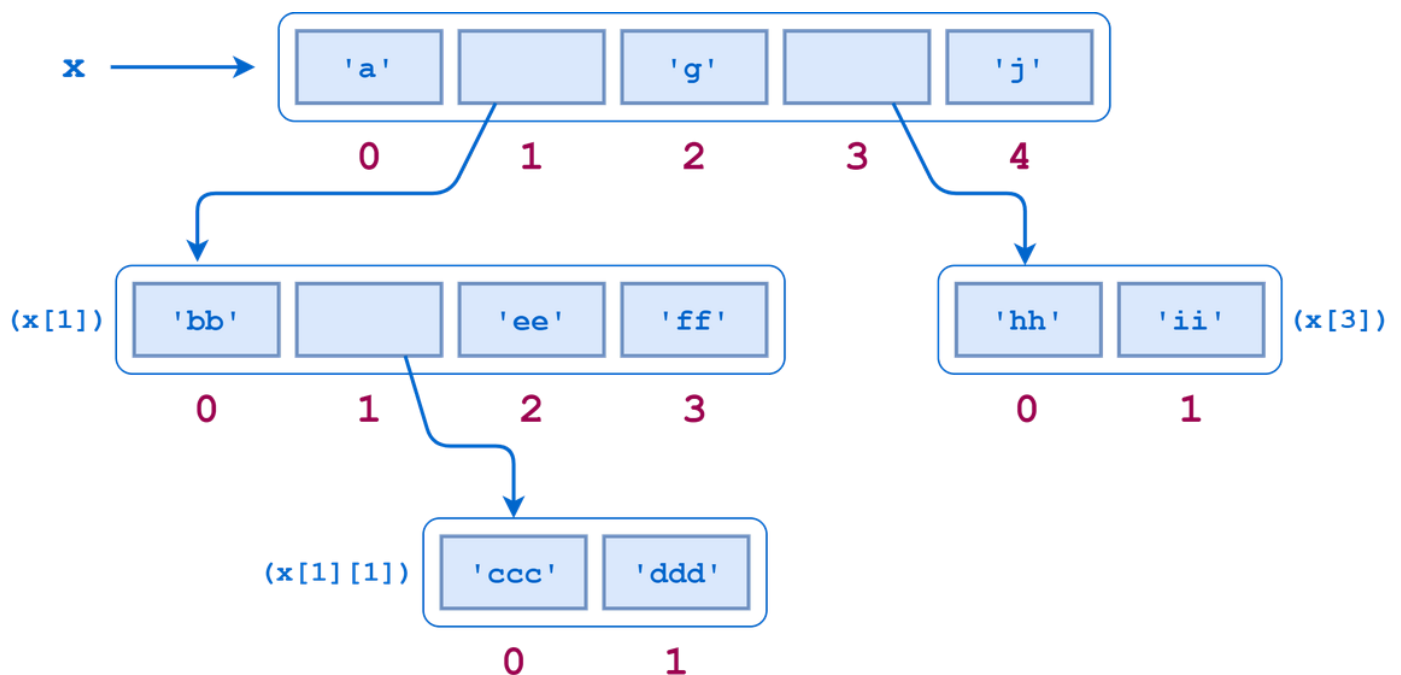 x 'a' 'g' 'j'
0 1 2 3 4
(x[1]) 'bb' 'ee' 'ff' 'hh' 'ii' (x[3])
0 1 2 3 0 1
(x[1][1]) 'ccc' 'ddd'
0 1